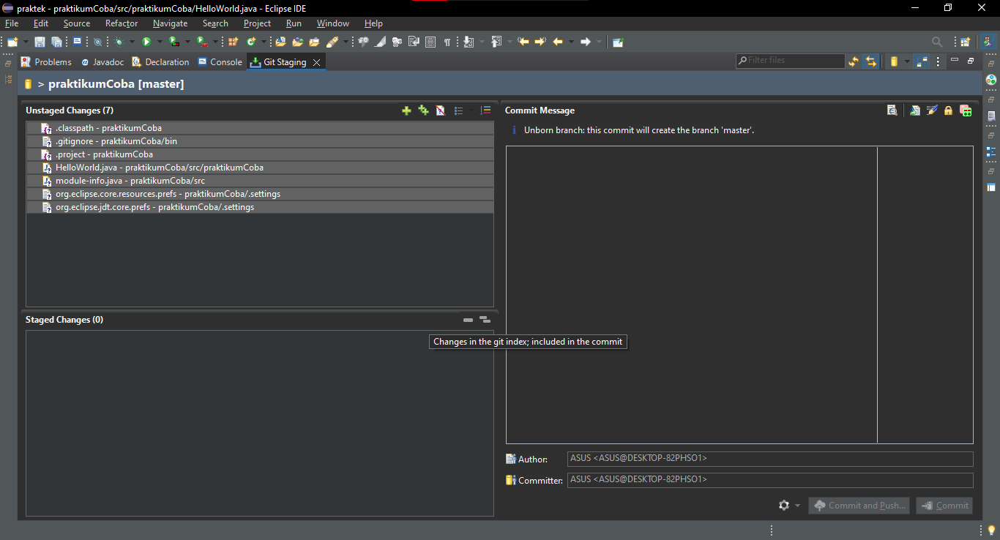 praktek - praktikumCoba/src/praktikumCoba/HelloWorld.java - Eclipse IDE
File Edit Source Refactor Navigate Search Project Run Window Help
Problems @ Javadoc Declaration Console Git Staging
Filter files
> praktikumCoba [master]
Unstaged Changes (7)
.classpath - praktikumCoba
.gitignore - praktikumCoba/bin
.project - praktikumCoba
HelloWorld.java - praktikumCoba/src/praktikumCoba
module-info.java - praktikumCoba/src
org.eclipse.core.resources.prefs - praktikumCoba/.settings
org.eclipse.jdt.core.prefs - praktikumCoba/.settings
Staged Changes (0)
Changes in the git index; included in the commit
Commit Message
Unborn branch: this commit will create the branch 'master'.
Author: ASUS <ASUS@DESKTOP-82PHSO1>
Committer: ASUS <ASUS@DESKTOP-82PHSO1>
Commit and Push... Commit